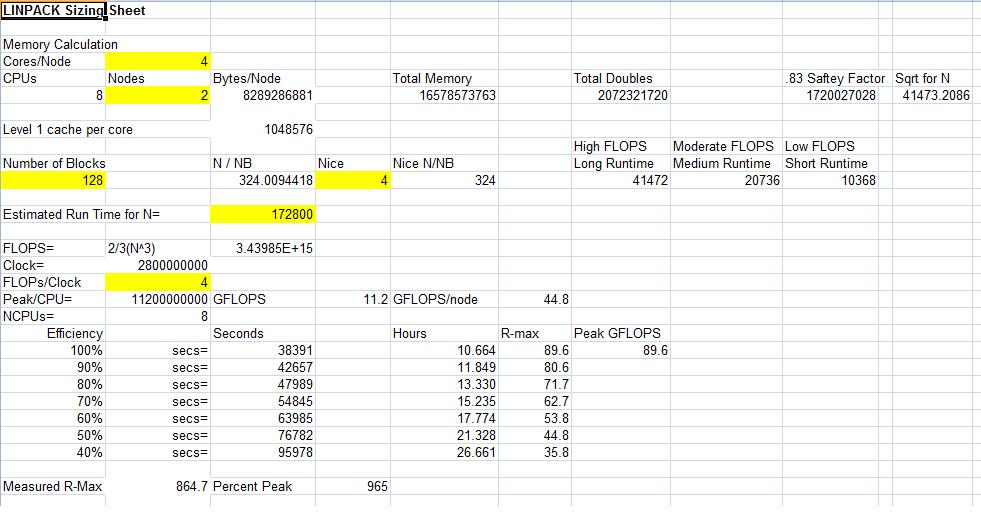 LINPACK Sizing Sheet
Memory Calculation
Cores/Node 4
CPUs Nodes Bytes/Node Total Memory Total Doubles .83 Saftey Factor Sqrt for N
8 2 8289286881 16578573763 2072321720 1720027028 41473.2086
Level 1 cache per core 1048576
High FLOPS Moderate FLOPS Low FLOPS
Number of Blocks N / NB Nice Nice N/NB Long Runtime Medium Runtime Short Runtime
128 324.0094418 4 324 41472 20736 10368
Estimated Run Time for N= 172800
FLOPS= 2/3(N^3) 3.43985E+15
Clock= 2800000000
FLOPs/Clock 4
Peak/CPU= 11200000000 GFLOPS 11.2 GFLOPS/node 44.8
NCPUs= 8
Efficiency Seconds Hours R-max Peak GFLOPS
100% secs= 38391 10.664 89.6 89.6
90% secs= 42657 11.849 80.6
80% secs= 47989 13.330 71.7
70% secs= 54845 15.235 62.7
60% secs= 63985 17.774 53.8
50% secs= 76782 21.328 44.8
40% secs= 95978 26.661 35.8
Measured R-Max 864.7 Percent Peak 965